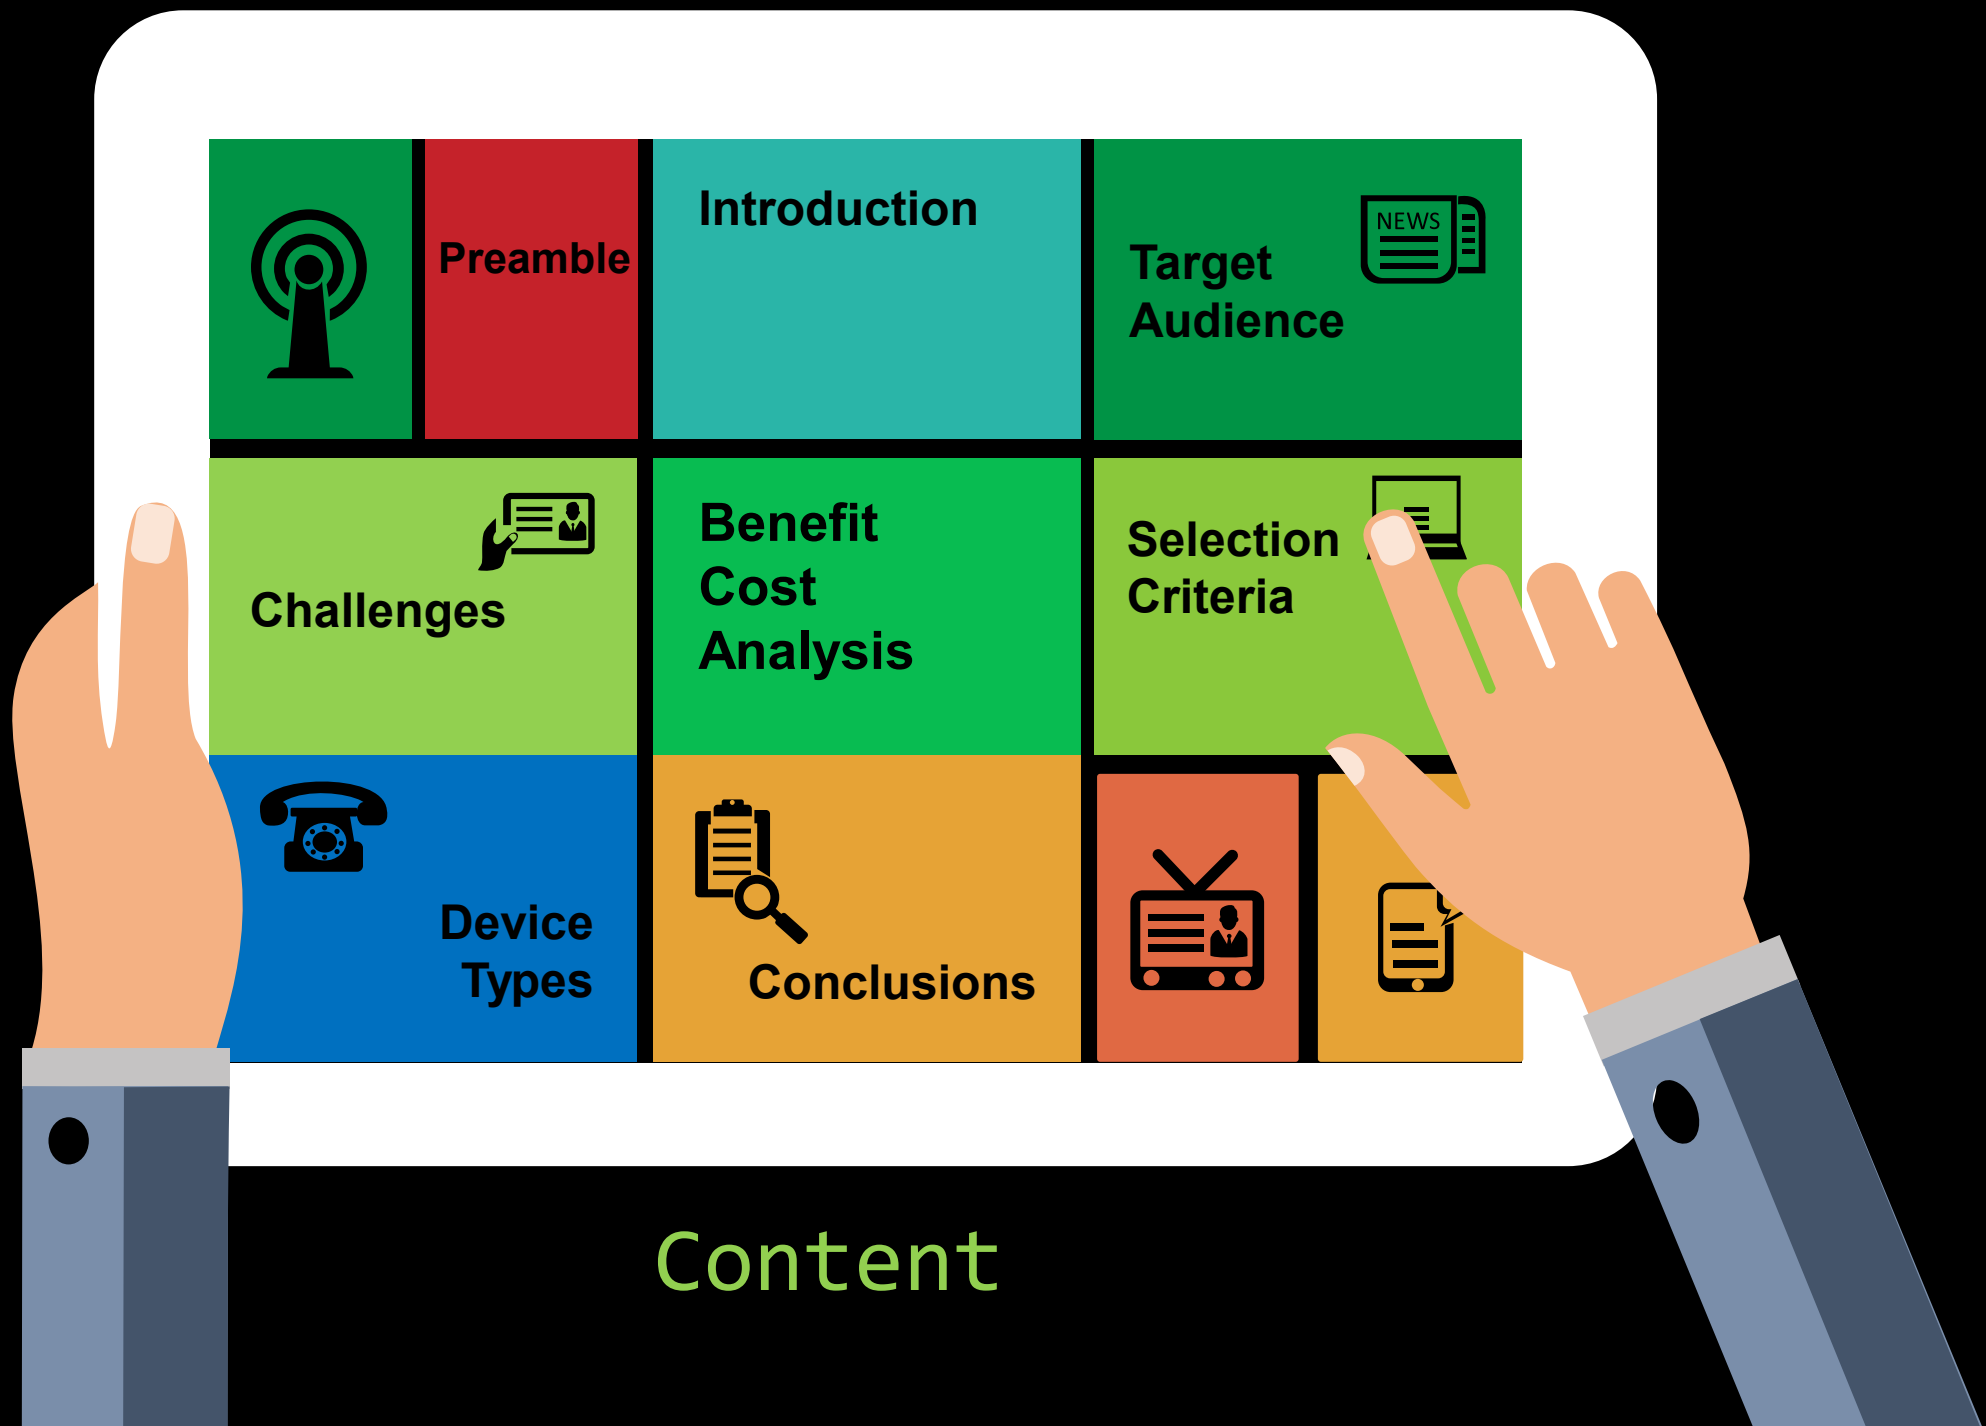 Preamble
Introduction
NEWS
Target
Audience
Challenges
Benefit
Cost
Analysis
Selection
Criteria
Device
Types
Conclusions
Content